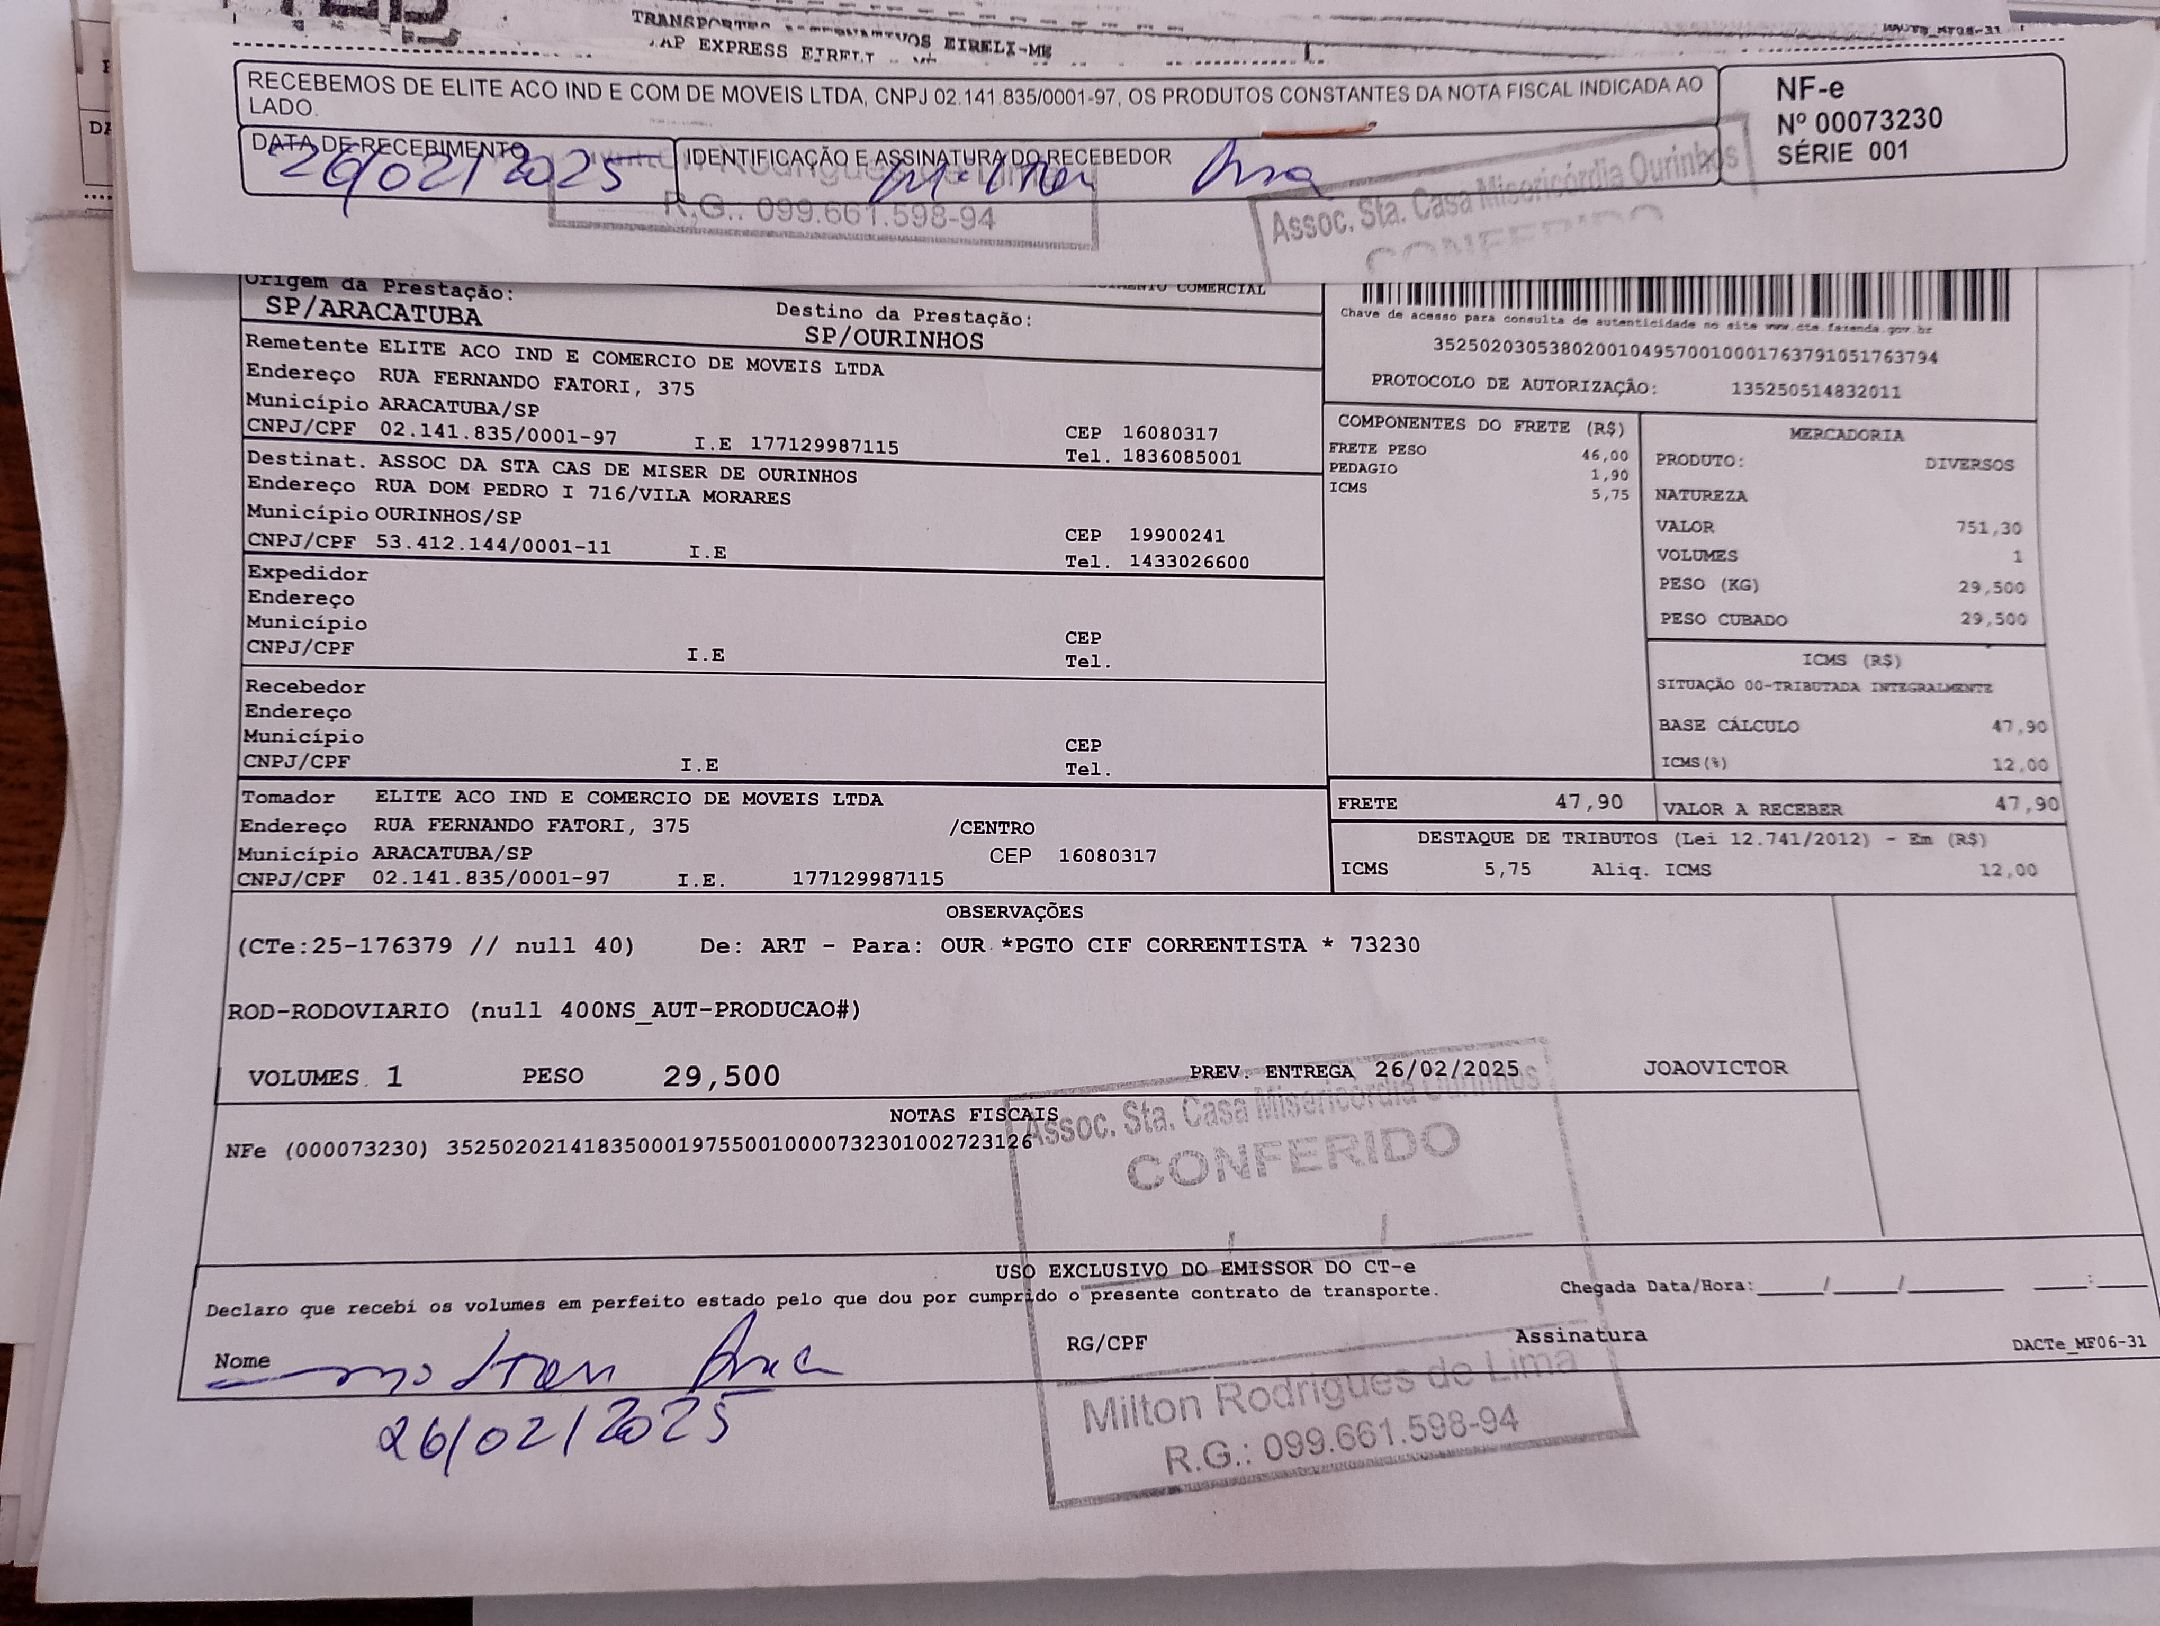 EIRELI-ME
AP EXPRESS EIRELI - ME
RECEBEMOS DE ELITE ACO IND E COM DE MOVEIS LTDA, CNPJ 02.141.835/0001-97, OS PRODUTOS CONSTANTES DA NOTA FISCAL INDICADA AO
LADO.
NF-e
Nº 00073230
SÉRIE 001
DATA DE RECEBIMENTO
26/02/2025
IDENTIFICAÇÃO E ASSINATURA DO RECEBEDOR
R.G.: 099.661.598-94
Assoc. Sta. Casa Misericórdia Ourinhos
CONFERIDO
COMERCIAL
Origem da Prestação:
SP/ARACATUBA
Destino da Prestação:
SP/OURINHOS
Chave de acesso para consulta de autenticidade no site www.cte.fazenda.gov.br
35250203053802001049570010001763791051763794
PROTOCOLO DE AUTORIZAÇÃO: 135250514832011
Remetente ELITE ACO IND E COMERCIO DE MOVEIS LTDA
Endereço RUA FERNANDO FATORI, 375
Município ARACATUBA/SP
CEP 16080317
CNPJ/CPF 02.141.835/0001-97 I.E 177129987115
Tel. 1836085001
Destinat. ASSOC DA STA CAS DE MISER DE OURINHOS
Endereço RUA DOM PEDRO I 716/VILA MORARES
Município OURINHOS/SP
CEP 19900241
CNPJ/CPF 53.412.144/0001-11 I.E
Tel. 1433026600
Expedidor
Endereço
Município
CEP
CNPJ/CPF I.E
Tel.
Recebedor
Endereço
Município
CEP
CNPJ/CPF I.E
Tel.
Tomador ELITE ACO IND E COMERCIO DE MOVEIS LTDA
Endereço RUA FERNANDO FATORI, 375 /CENTRO
Município ARACATUBA/SP CEP 16080317
CNPJ/CPF 02.141.835/0001-97 I.E. 177129987115
COMPONENTES DO FRETE (R$)
FRETE PESO 46,00
PEDAGIO 1,90
ICMS 5,75
MERCADORIA
PRODUTO: DIVERSOS
NATUREZA
VALOR 751,30
VOLUMES 1
PESO (KG) 29,500
PESO CUBADO 29,500
ICMS (R$)
SITUAÇÃO 00-TRIBUTADA INTEGRALMENTE
BASE CÁLCULO 47,90
ICMS(%) 12,00
FRETE 47,90 VALOR A RECEBER 47,90
DESTAQUE DE TRIBUTOS (Lei 12.741/2012) - Em (R$)
ICMS 5,75 Aliq. ICMS 12,00
OBSERVAÇÕES
(CTe:25-176379 // null 40) De: ART - Para: OUR *PGTO CIF CORRENTISTA * 73230
ROD-RODOVIARIO (null 400NS_AUT-PRODUCAO#)
VOLUMES 1 PESO 29,500 PREV. ENTREGA 26/02/2025 JOAOVICTOR
NOTAS FISCAIS
NFe (000073230) 35250202141835000197550010000732301002723126
Assoc. Sta. Casa Misericórdia Ourinhos
CONFERIDO
USO EXCLUSIVO DO EMISSOR DO CT-e
Declaro que recebi os volumes em perfeito estado pelo que dou por cumprido o presente contrato de transporte.
Chegada Data/Hora: / / :
Nome
RG/CPF
Assinatura
DACTe_MF06-31
26/02/2025
Milton Rodrigues de Lima
R.G.: 099.661.598-94